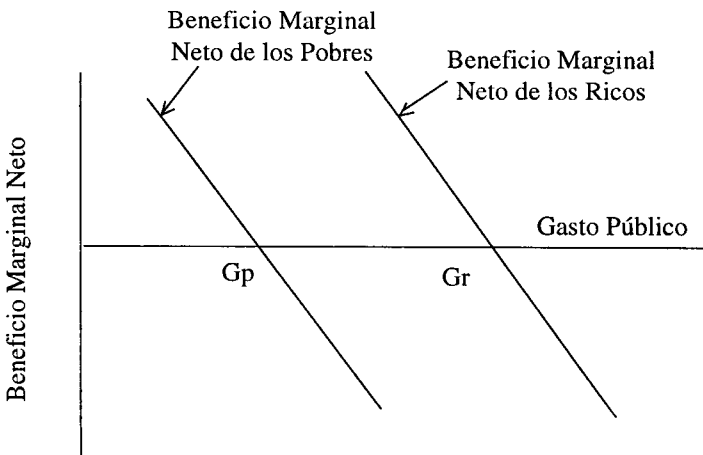 Beneficio Marginal
Neto de los Pobres
Beneficio Marginal
Neto de los Ricos
Beneficio Marginal Neto
Gasto Público
Gp
Gr